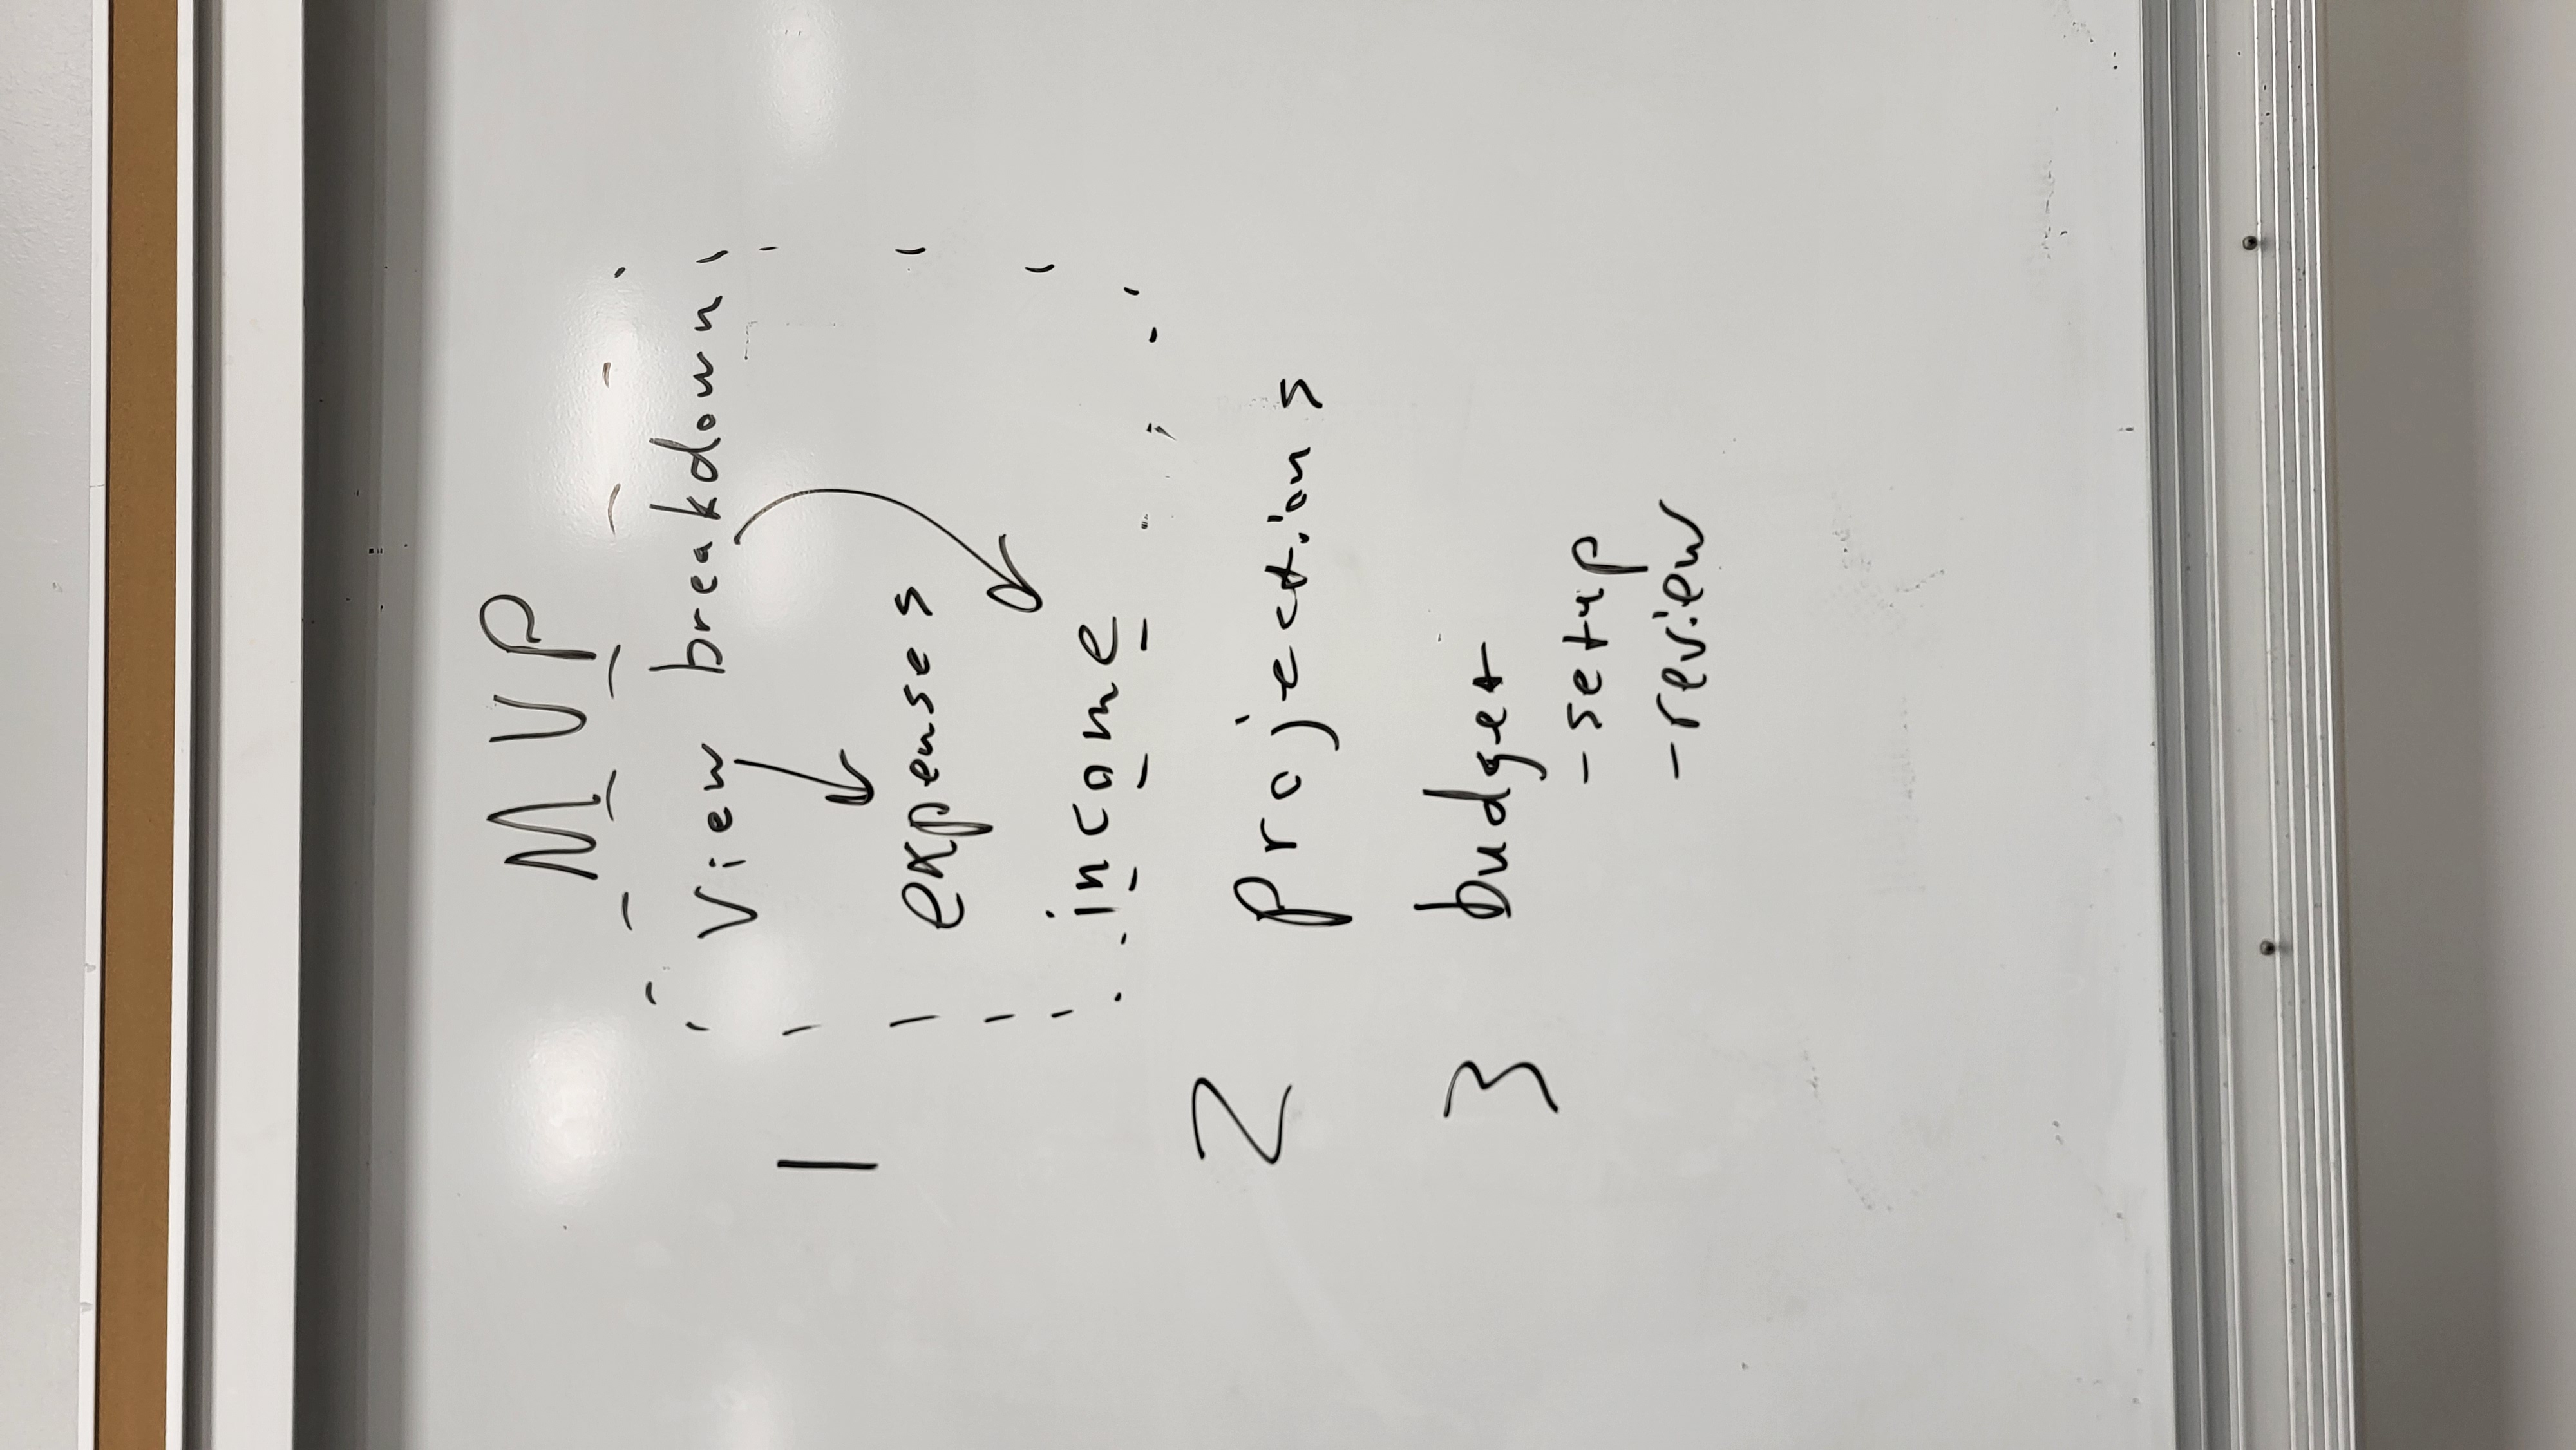 MVP
View breakdown
1
expenses
income
2 projections
3 budget
- setup
- review